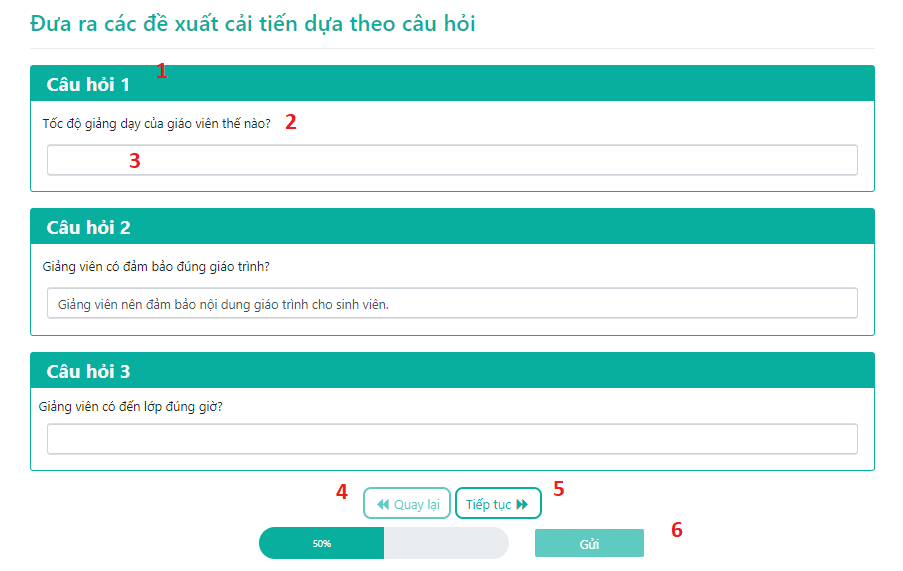 Đưa ra các đề xuất cải tiến dựa theo câu hỏi
Câu hỏi 1 1
Tốc độ giảng dạy của giáo viên thế nào? 2
3
Câu hỏi 2
Giảng viên có đảm bảo đúng giáo trình?
Giảng viên nên đảm bảo nội dung giáo trình cho sinh viên.
Câu hỏi 3
Giảng viên có đến lớp đúng giờ?
4 Quay lại Tiếp tục 5
50% Gửi 6